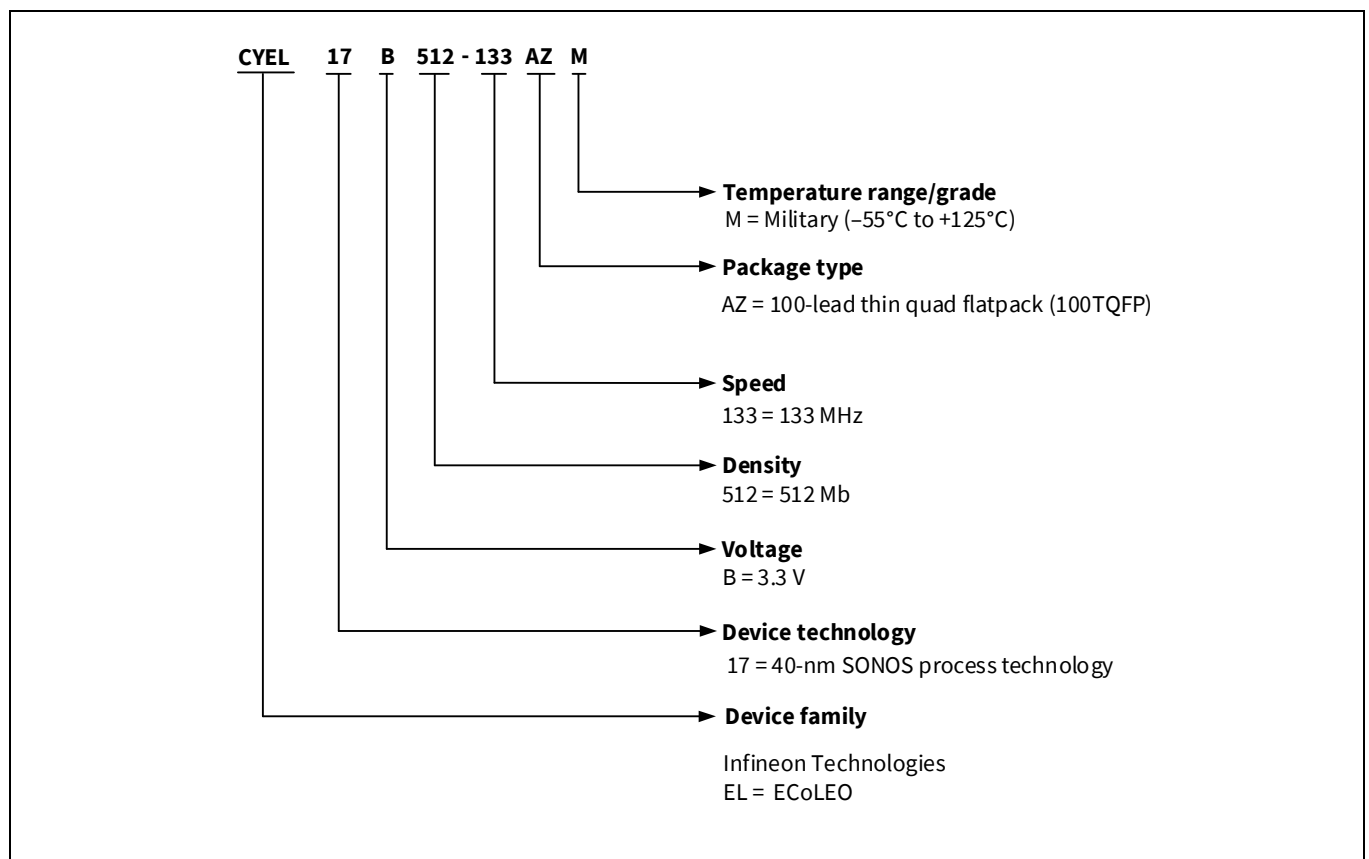 CYEL 17 B 512 - 133 AZ M
Temperature range/grade
M = Military (–55°C to +125°C)
Package type
AZ = 100-lead thin quad flatpack (100TQFP)
Speed
133 = 133 MHz
Density
512 = 512 Mb
Voltage
B = 3.3 V
Device technology
17 = 40-nm SONOS process technology
Device family
Infineon Technologies
EL = ECoLEO